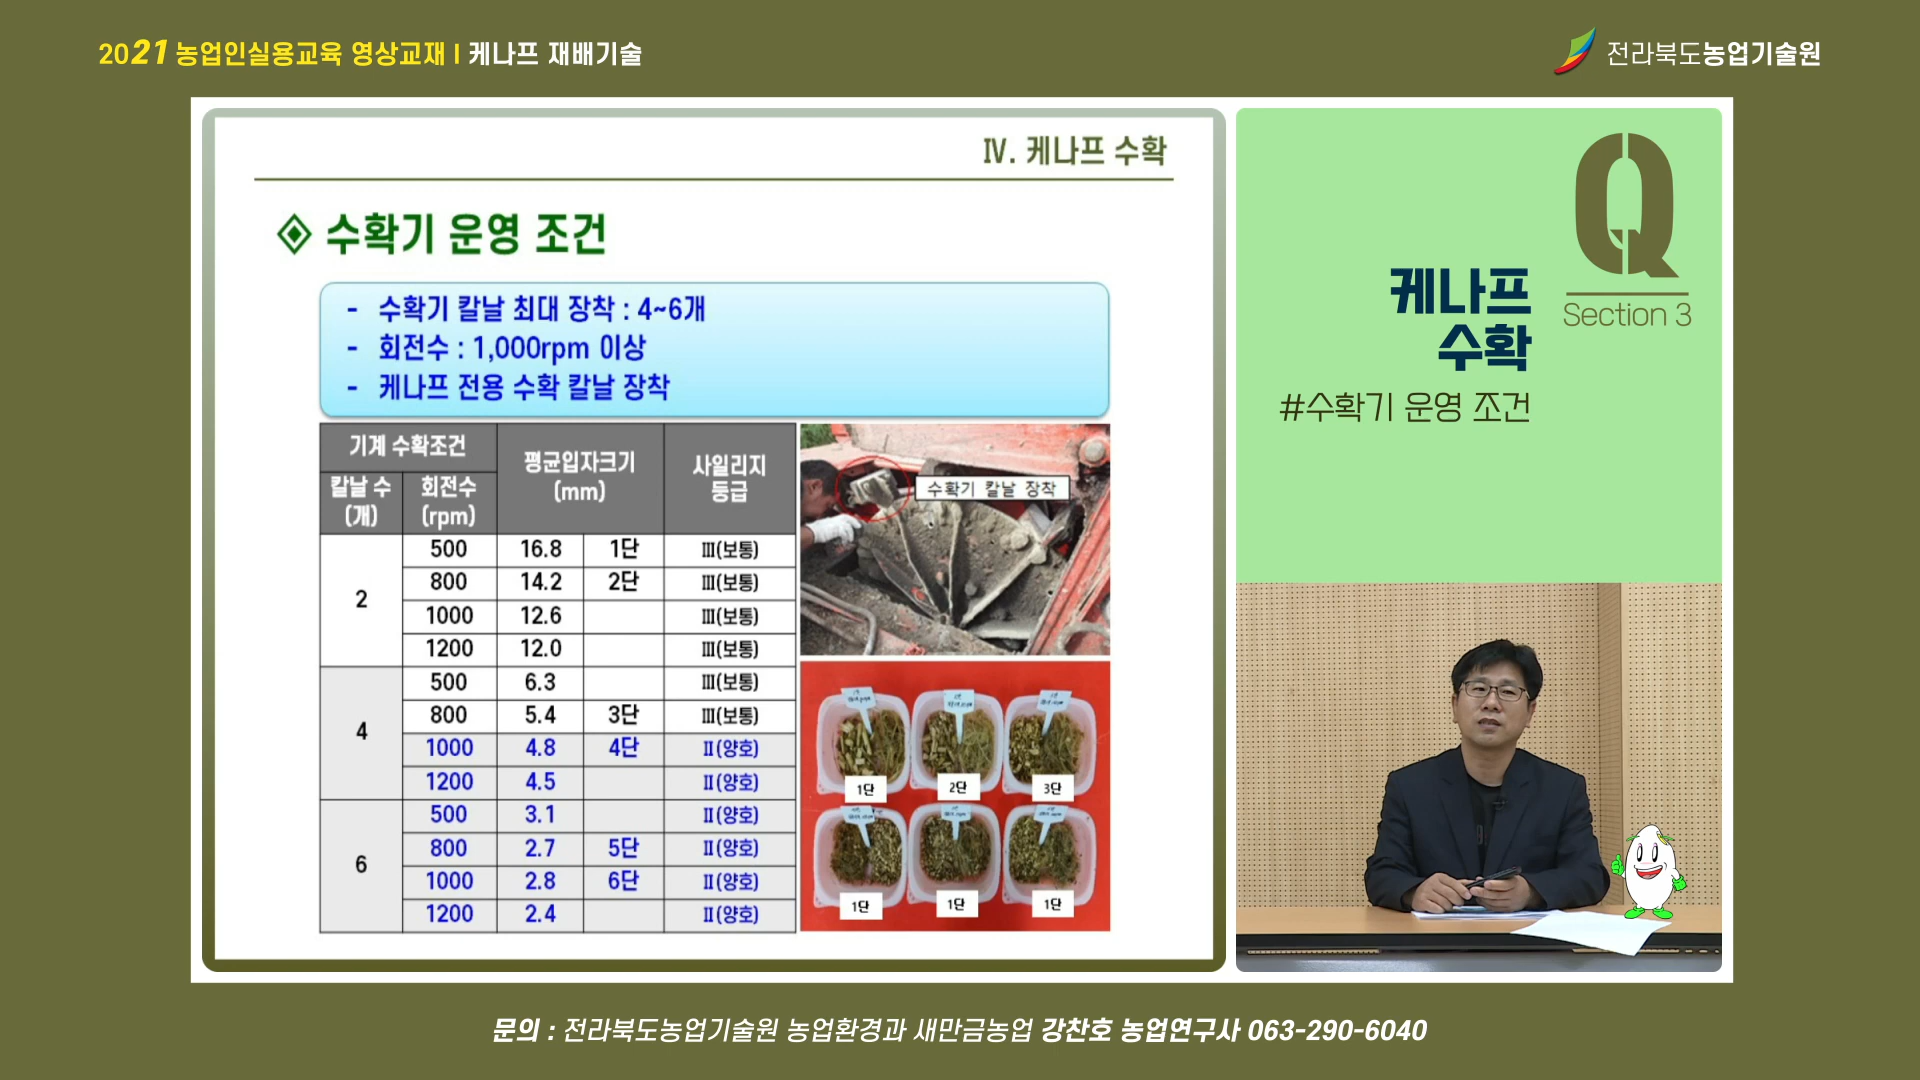 2021 농업인실용교육 영상교재 I 케나프 재배기술
전라북도농업기술원
Ⅳ. 케나프 수확
수확기 운영 조건
- 수확기 칼날 최대 장착 : 4~6개
- 회전수 : 1,000rpm 이상
- 케나프 전용 수확 칼날 장착
기계 수확조건 평균입자크기 (mm) 사일리지 등급
칼날 수 (개) 회전수 (rpm)
2 500 16.8 1단 Ⅲ(보통)
800 14.2 2단 Ⅲ(보통)
1000 12.6 Ⅲ(보통)
1200 12.0 Ⅲ(보통)
4 500 6.3 Ⅲ(보통)
800 5.4 3단 Ⅲ(보통)
1000 4.8 4단 Ⅱ(양호)
1200 4.5 Ⅱ(양호)
6 500 3.1 Ⅱ(양호)
800 2.7 5단 Ⅱ(양호)
1000 2.8 6단 Ⅱ(양호)
1200 2.4 Ⅱ(양호)
수확기 칼날 장착
1단 2단 3단
1단 1단 1단
Q
Section 3
케나프
수확
#수확기 운영 조건
문의 : 전라북도농업기술원 농업환경과 새만금농업 강찬호 농업연구사 063-290-6040